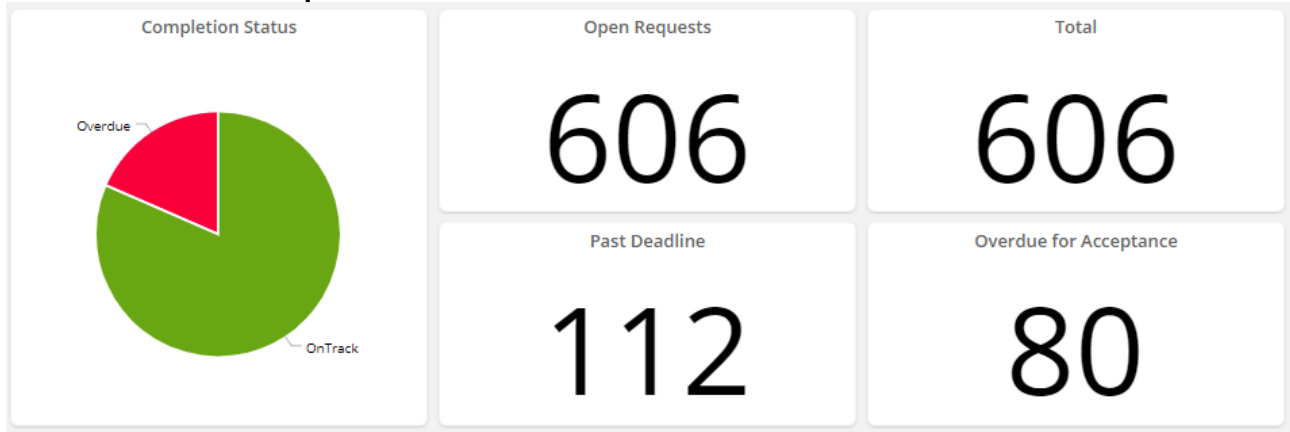 Completion Status
Overdue
OnTrack
Open Requests
606
Total
606
Past Deadline
112
Overdue for Acceptance
80